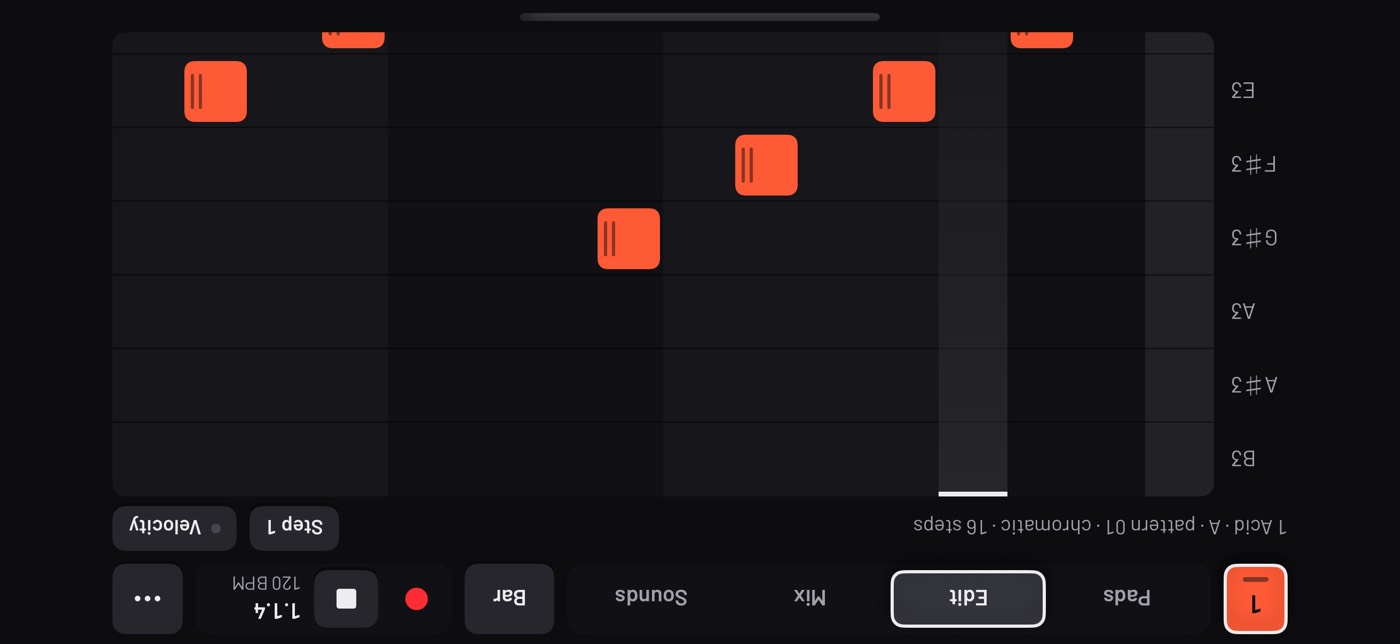 1 Pads Edit Mix Sounds Bar 1.1.4
120 BPM
1 Acid · A · pattern 01 · chromatic · 16 steps Step 1 Velocity
B3
A#3
A3
G#3
F#3
E3